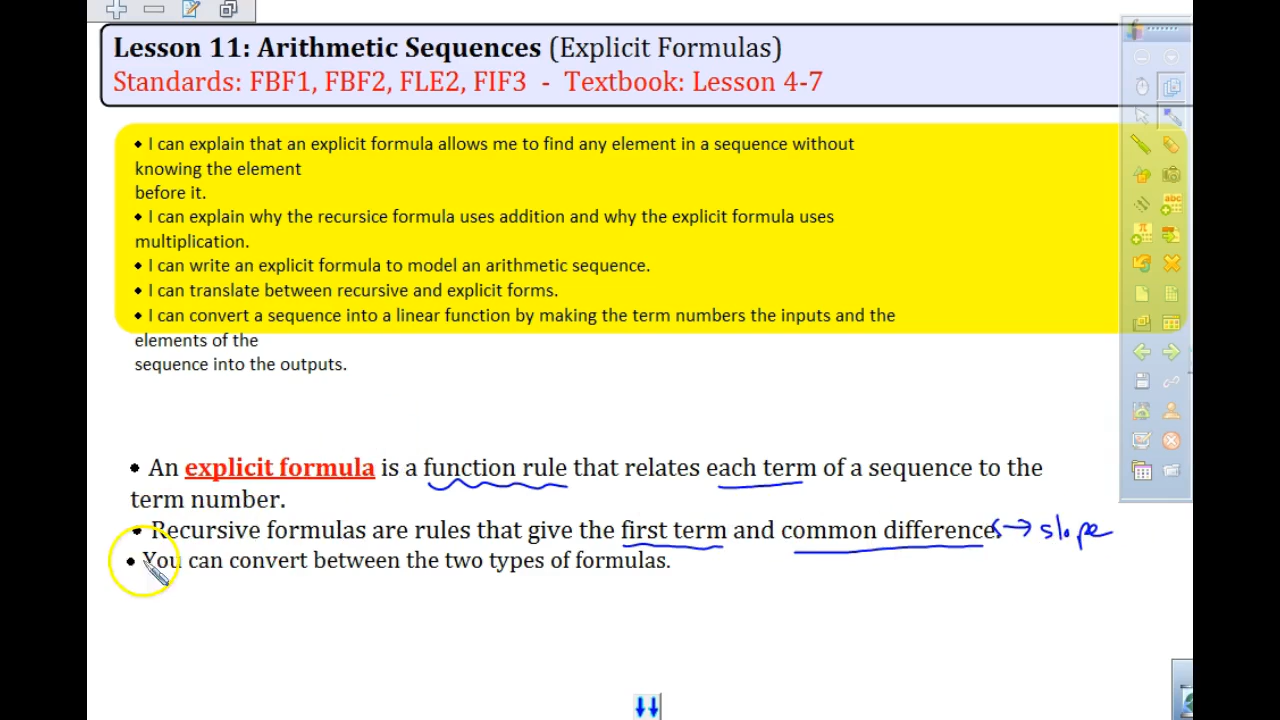 Lesson 11: Arithmetic Sequences (Explicit Formulas)
Standards: FBF1, FBF2, FLE2, FIF3 - Textbook: Lesson 4-7
• I can explain that an explicit formula allows me to find any element in a sequence without
knowing the element
before it.
• I can explain why the recursice formula uses addition and why the explicit formula uses
multiplication.
• I can write an explicit formula to model an arithmetic sequence.
• I can translate between recursive and explicit forms.
• I can convert a sequence into a linear function by making the term numbers the inputs and the
elements of the
sequence into the outputs.
• An explicit formula is a function rule that relates each term of a sequence to the
term number.
• Recursive formulas are rules that give the first term and common difference. ↔ slope
• You can convert between the two types of formulas.
abc
π